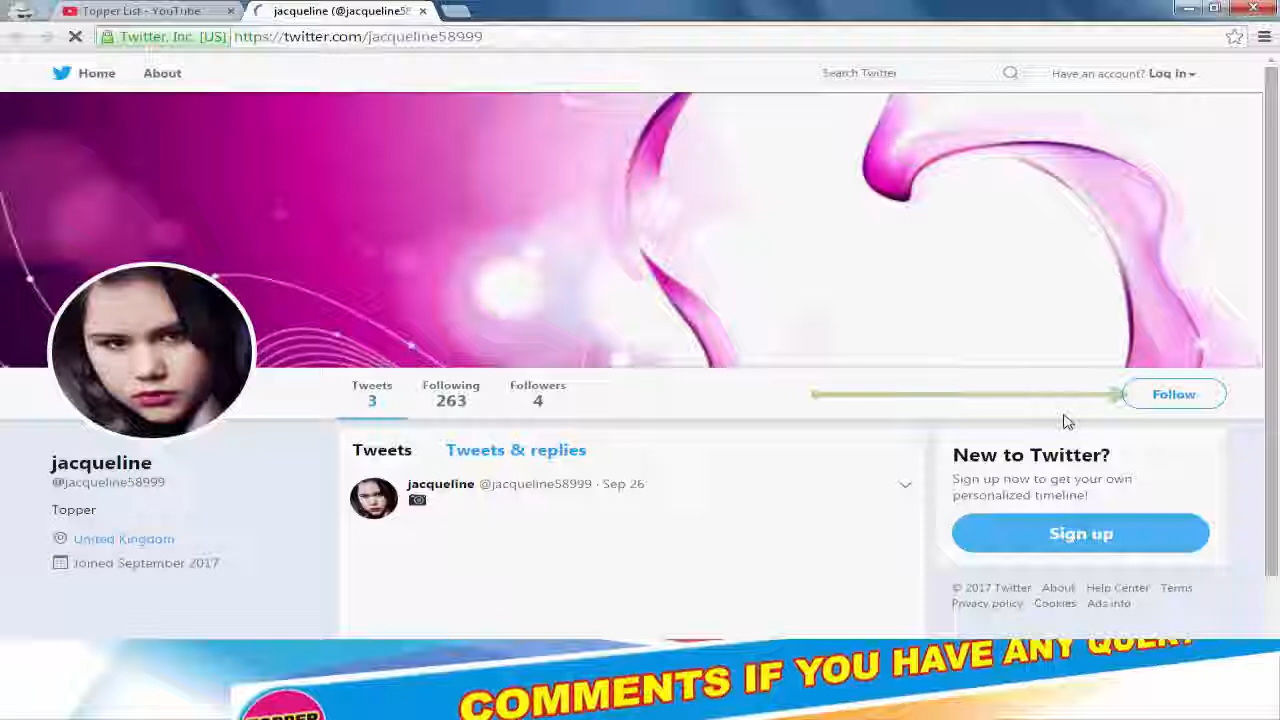 Topper List - YouTube
jacqueline (@jacqueline58
Twitter, Inc. [US] https://twitter.com/jacqueline58999
Home About Search Twitter Have an account? Log in
Tweets Following Followers
3 263 4
Follow
Tweets Tweets & replies
New to Twitter?
jacqueline
@jacqueline58999
jacqueline @jacqueline58999 · Sep 26
Sign up now to get your own
personalized timeline!
Topper
Sign up
United Kingdom
Joined September 2017
© 2017 Twitter About Help Center Terms
Privacy policy Cookies Ads info
COMMENTS IF YOU HAVE ANY QUERY
TOPPER